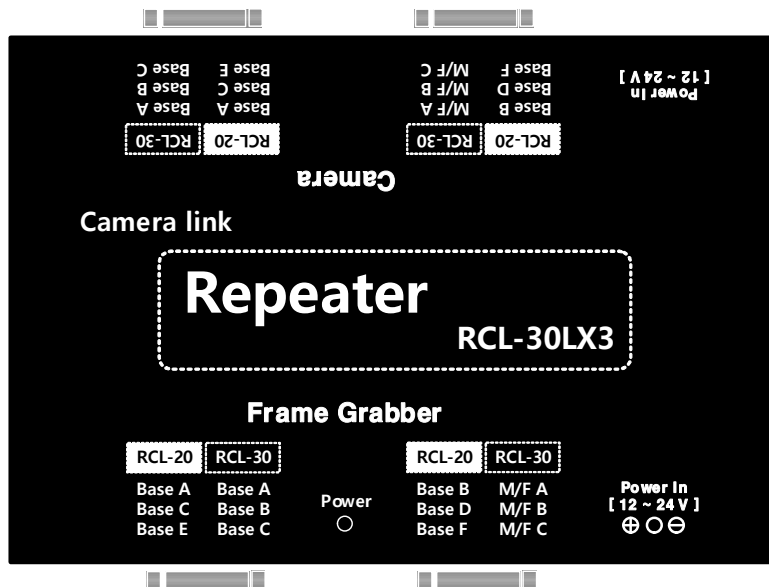 Base C Base E M/F C Base F
Base B Base C M/F B Base D
Base A Base A M/F A Base B
RCL-30 RCL-20 RCL-30 RCL-20
Power In
[ 12 ~ 24 V ]
Camera
Camera link
Repeater
RCL-30LX3
Frame Grabber
RCL-20 RCL-30 RCL-20 RCL-30
Base A Base A Base B M/F A
Base C Base B Base D M/F B
Base E Base C Base F M/F C
Power
Power In
[ 12 ~ 24 V ]